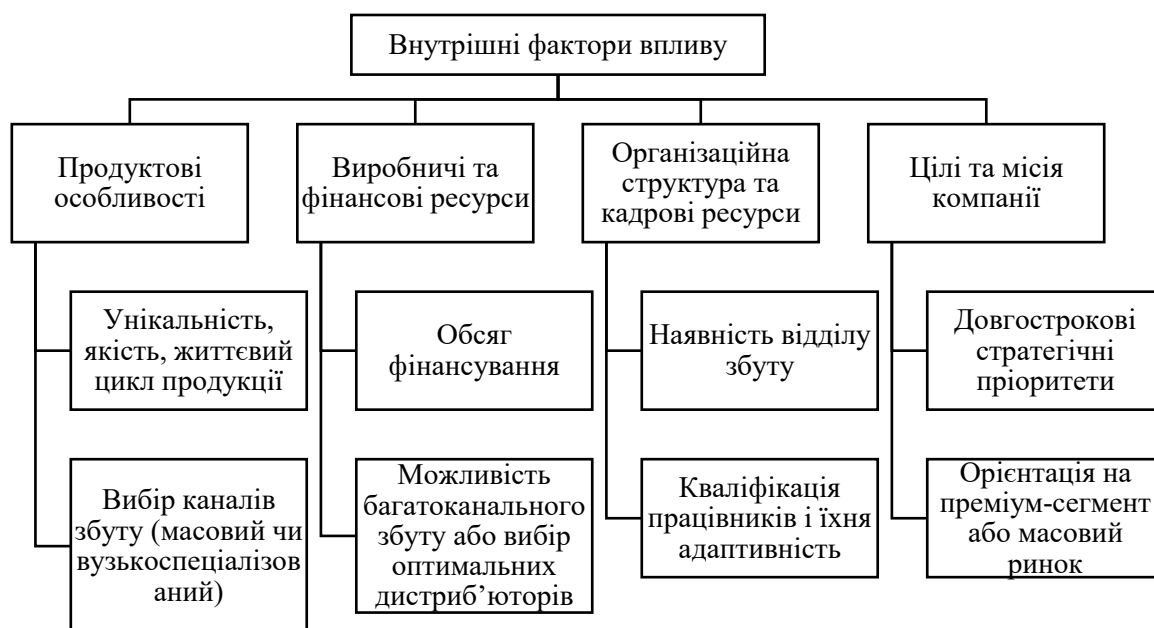 Внутрішні фактори впливу
Продуктові
особливості
Виробничі та
фінансові ресурси
Організаційна
структура та
кадрові ресурси
Цілі та місія
компанії
Унікальність,
якість, життєвий
цикл продукції
Обсяг
фінансування
Наявність відділу
збуту
Довгострокові
стратегічні
пріоритети
Вибір каналів
збуту (масовий чи
вузькоспеціалізов
аний)
Можливість
багатоканального
збуту або вибір
оптимальних
дистриб’юторів
Кваліфікація
працівників і їхня
адаптивність
Орієнтація на
преміум-сегмент
або масовий
ринок